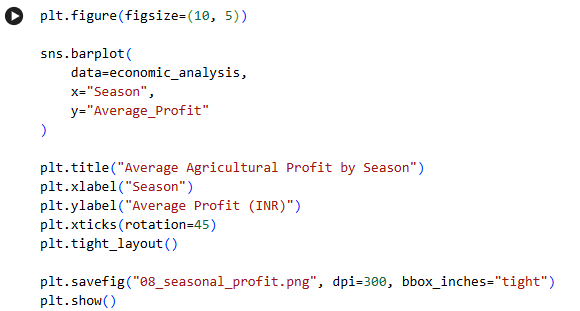 plt.figure(figsize=(10, 5))

sns.barplot(
    data=economic_analysis,
    x="Season",
    y="Average_Profit"
)

plt.title("Average Agricultural Profit by Season")
plt.xlabel("Season")
plt.ylabel("Average Profit (INR)")
plt.xticks(rotation=45)
plt.tight_layout()

plt.savefig("08_seasonal_profit.png", dpi=300, bbox_inches="tight")
plt.show()